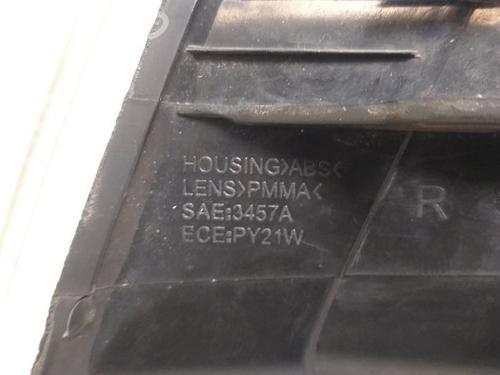 HOUSING>ABS<
LENS>PMMA<
SAE:3457A
ECE:PY21W
R